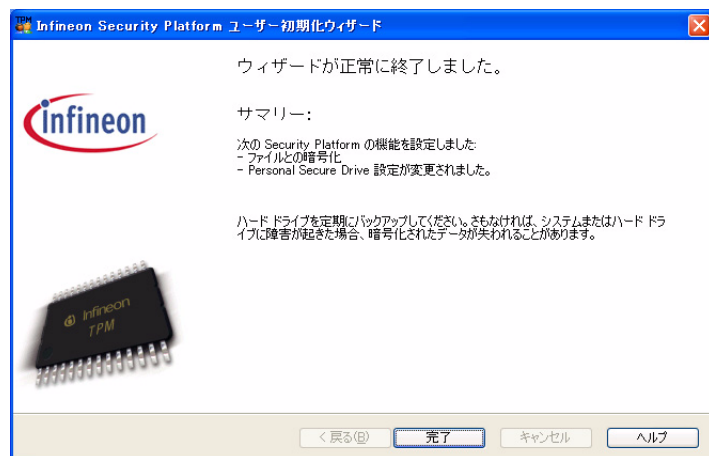 TPM Infineon Security Platform ユーザー初期化ウィザード
ウィザードが正常に終了しました。
infineon
サマリー:
次の Security Platform の機能を設定しました:
- ファイルとの暗号化
- Personal Secure Drive 設定が変更されました。
ハード ドライブを定期にバックアップしてください。さもなければ、システムまたはハード ドラ
イブに障害が起きた場合、暗号化されたデータが失われることがあります。
infineon
TPM
< 戻る(B)
完了
キャンセル
ヘルプ